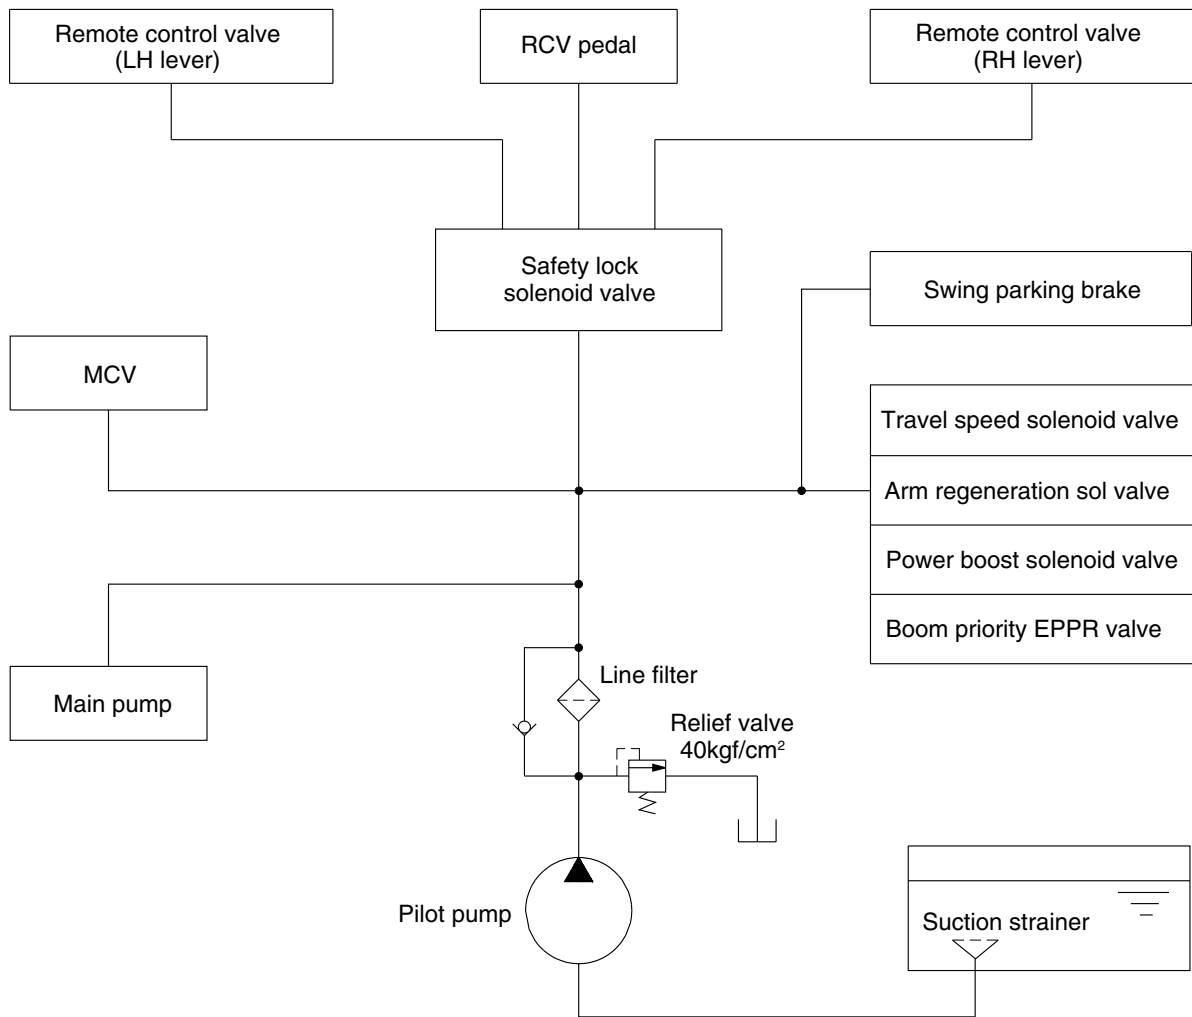 Remote control valve
(LH lever)
RCV pedal
Remote control valve
(RH lever)
Safety lock
solenoid valve
Swing parking brake
MCV
Travel speed solenoid valve
Arm regeneration sol valve
Power boost solenoid valve
Boom priority EPPR valve
Main pump
Line filter
Relief valve
40kgf/cm²
Pilot pump
Suction strainer